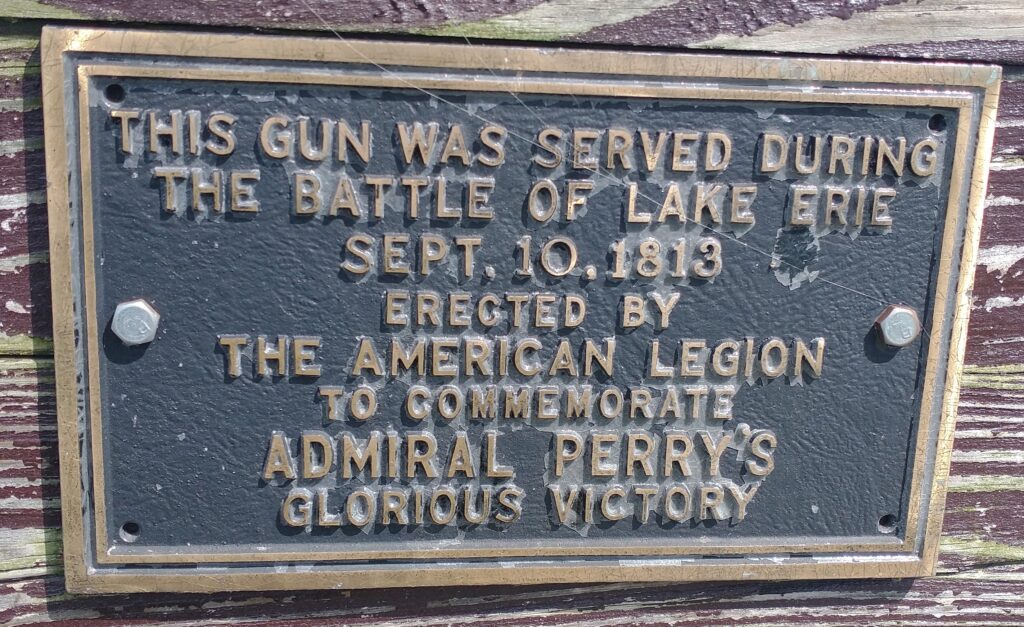 THIS GUN WAS SERVED DURING
THE BATTLE OF LAKE ERIE
SEPT. 10. 1813
ERECTED BY
THE AMERICAN LEGION
TO COMMEMORATE
ADMIRAL PERRY'S
GLORIOUS VICTORY